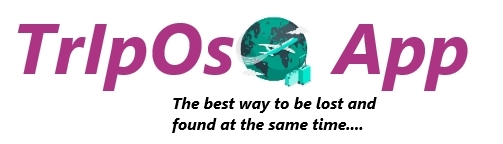 TrIpOs App
The best way to be lost and
found at the same time....